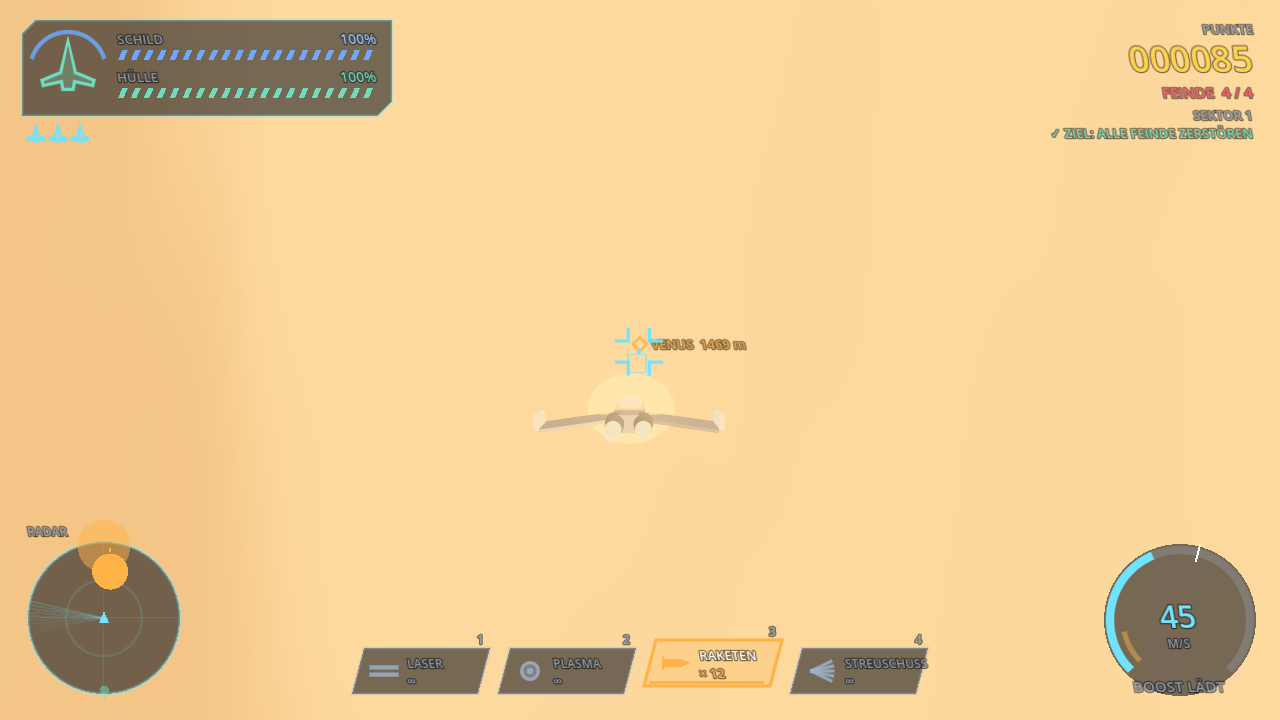 SCHILD 100%
HÜLLE 100%
PUNKTE
000085
FEINDE 4 / 4
SEKTOR 1
✓ ZIEL: ALLE FEINDE ZERSTÖREN
VENUS 1469 m
RADAR
1
LASER
∞
2
PLASMA
∞
3
RAKETEN
× 12
4
STREUSCHUSS
∞
45
M/S
BOOST LÄDT